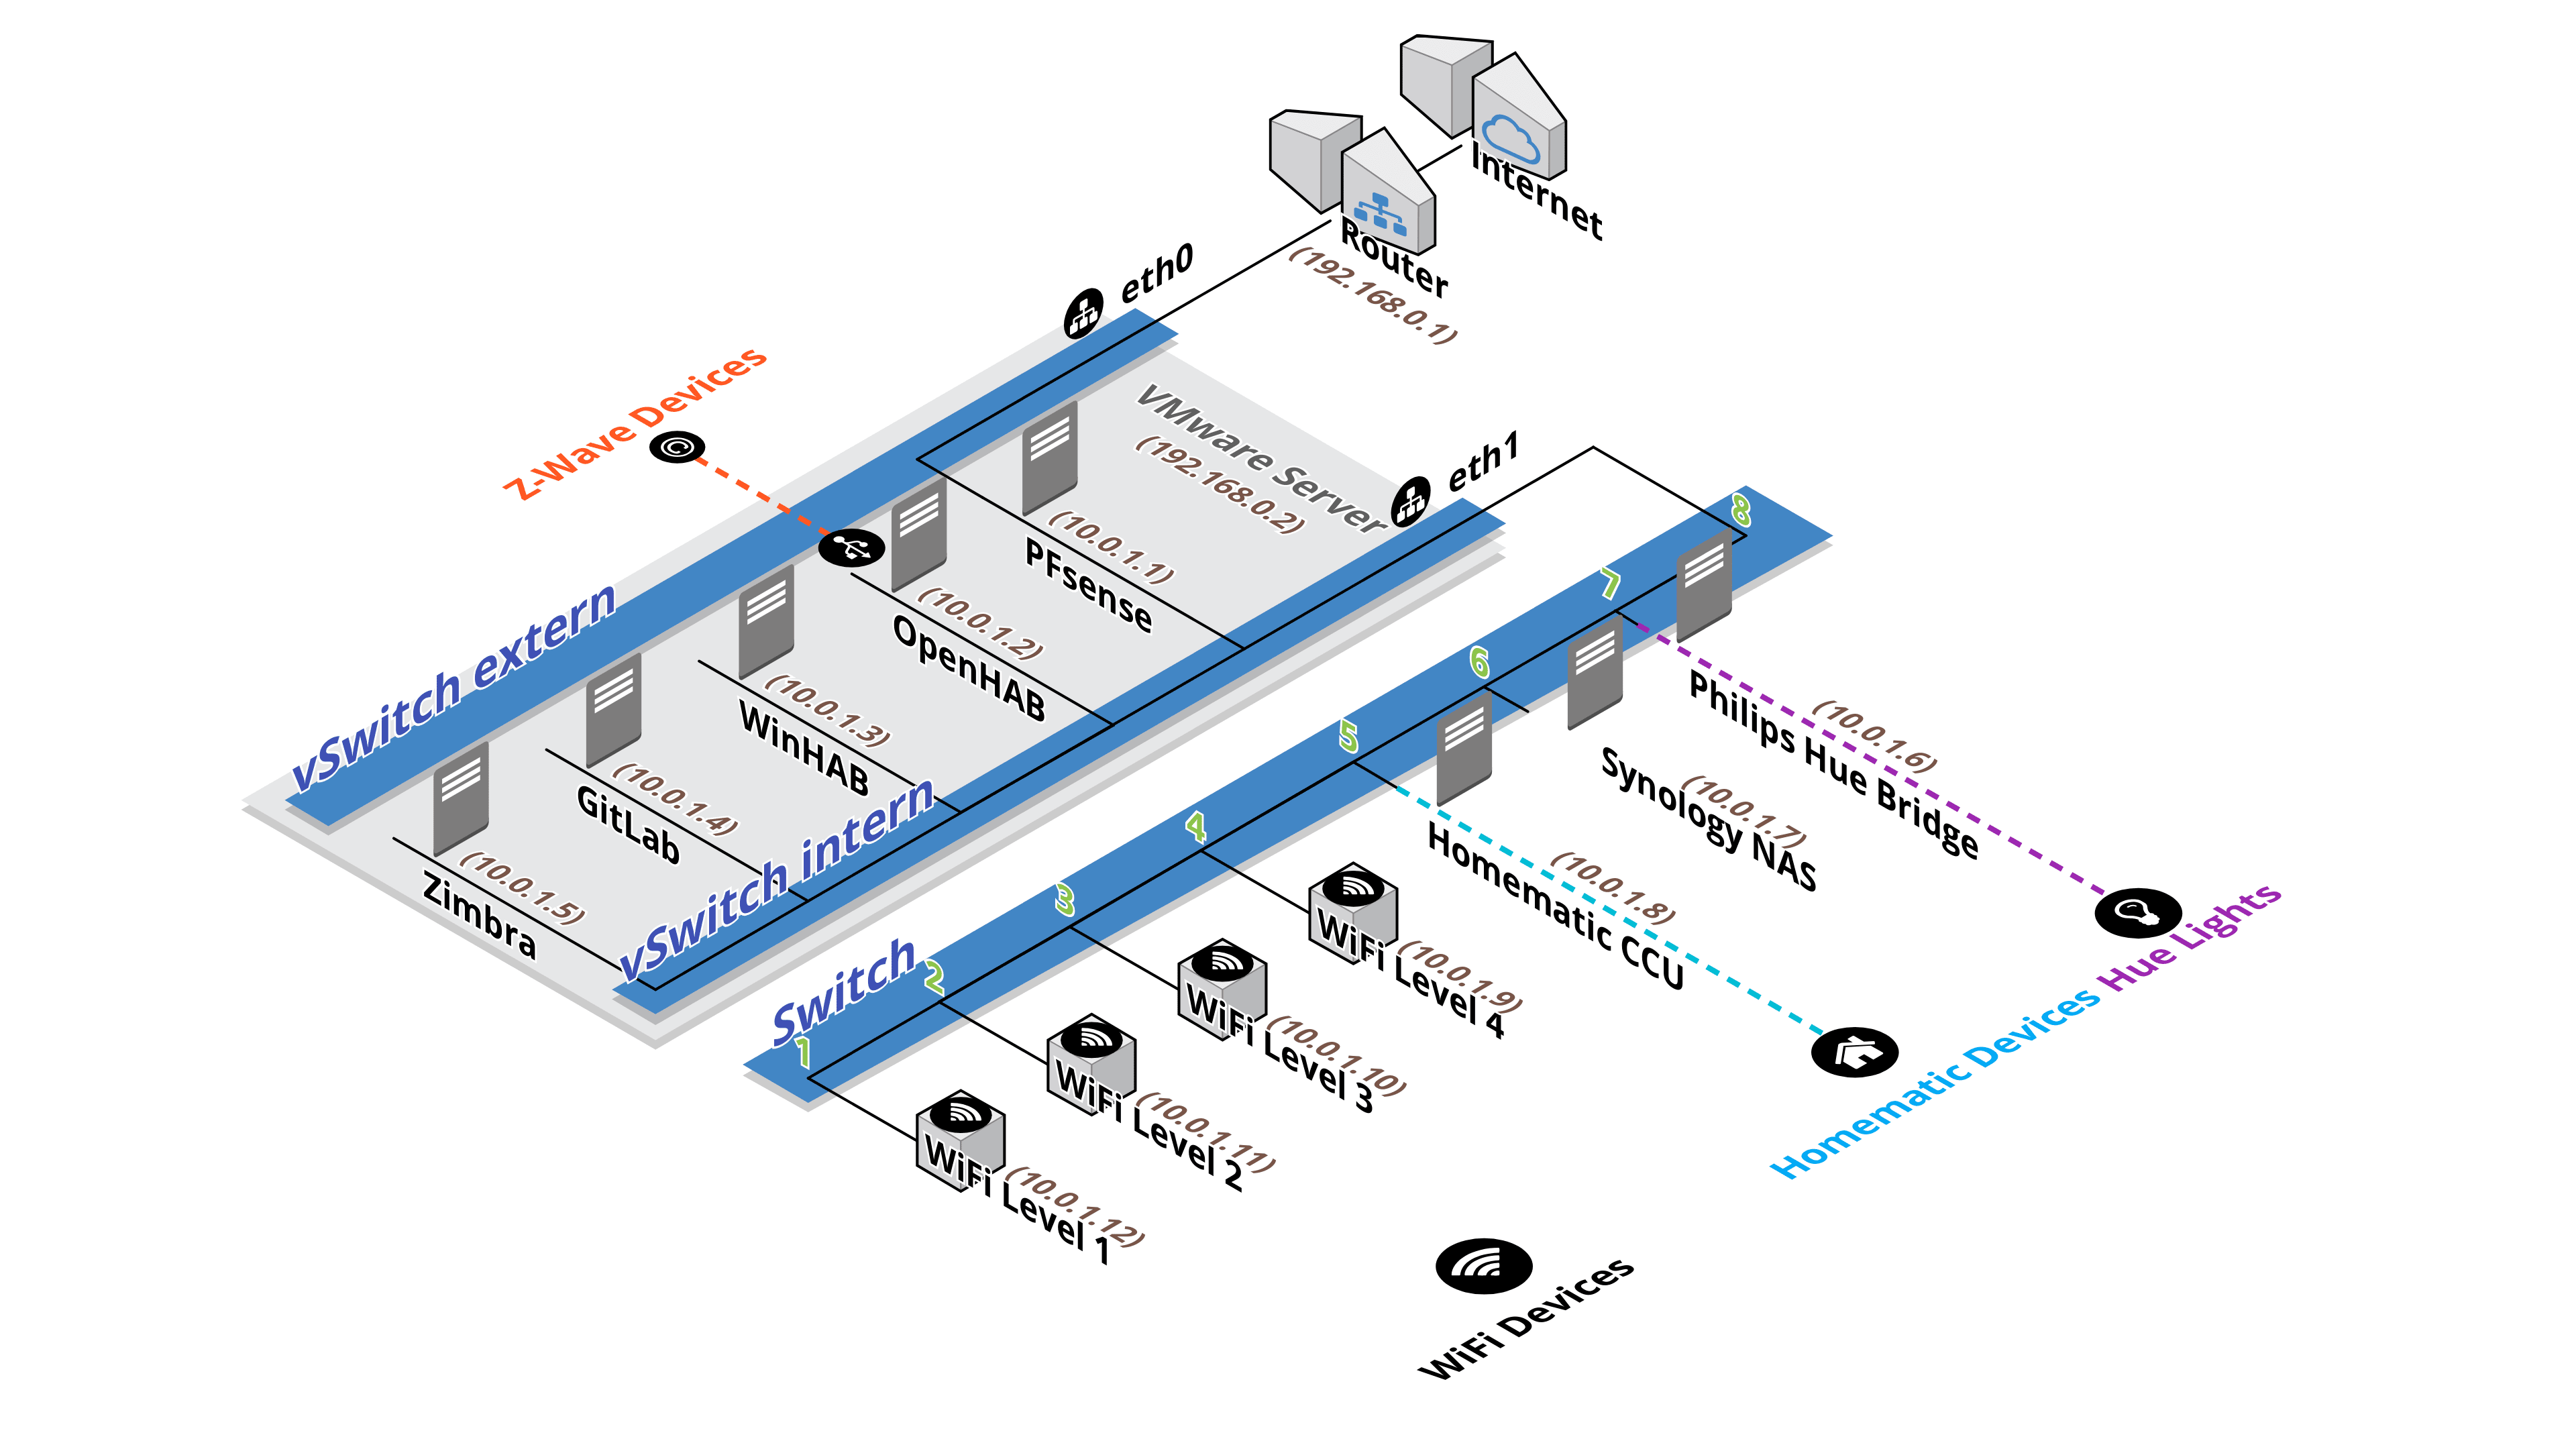 Internet
Router
(192.168.0.1)
eth0
Z-Wave Devices
VMware Server
(192.168.0.2)
eth1
vSwitch extern
(10.0.1.1)
PFsense
(10.0.1.2)
OpenHAB
(10.0.1.3)
WinHAB
(10.0.1.4)
GitLab
(10.0.1.5)
Zimbra
vSwitch intern
Switch
8
7
6
5
4
3
2
1
(10.0.1.6)
Philips Hue Bridge
(10.0.1.7)
Synology NAS
(10.0.1.8)
Homematic CCU
(10.0.1.9)
WiFi Level 4
(10.0.1.10)
WiFi Level 3
(10.0.1.11)
WiFi Level 2
(10.0.1.12)
WiFi Level 1
Hue Lights
Homematic Devices
WiFi Devices